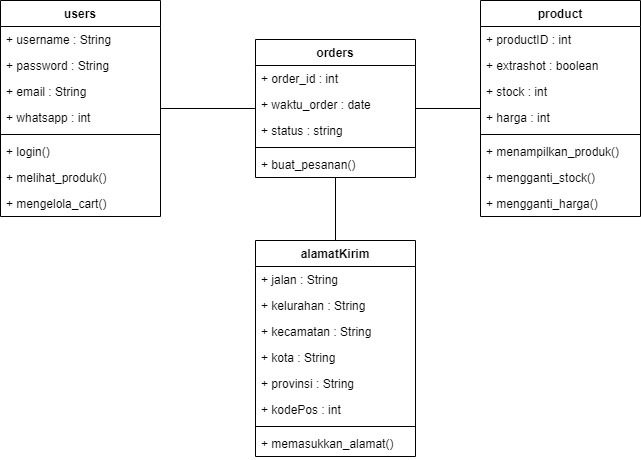 users
+ username : String
+ password : String
+ email : String
+ whatsapp : int
+ login()
+ melihat_produk()
+ mengelola_cart()
orders
+ order_id : int
+ waktu_order : date
+ status : string
+ buat_pesanan()
product
+ productID : int
+ extrashot : boolean
+ stock : int
+ harga : int
+ menampilkan_produk()
+ mengganti_stock()
+ mengganti_harga()
alamatKirim
+ jalan : String
+ kelurahan : String
+ kecamatan : String
+ kota : String
+ provinsi : String
+ kodePos : int
+ memasukkan_alamat()